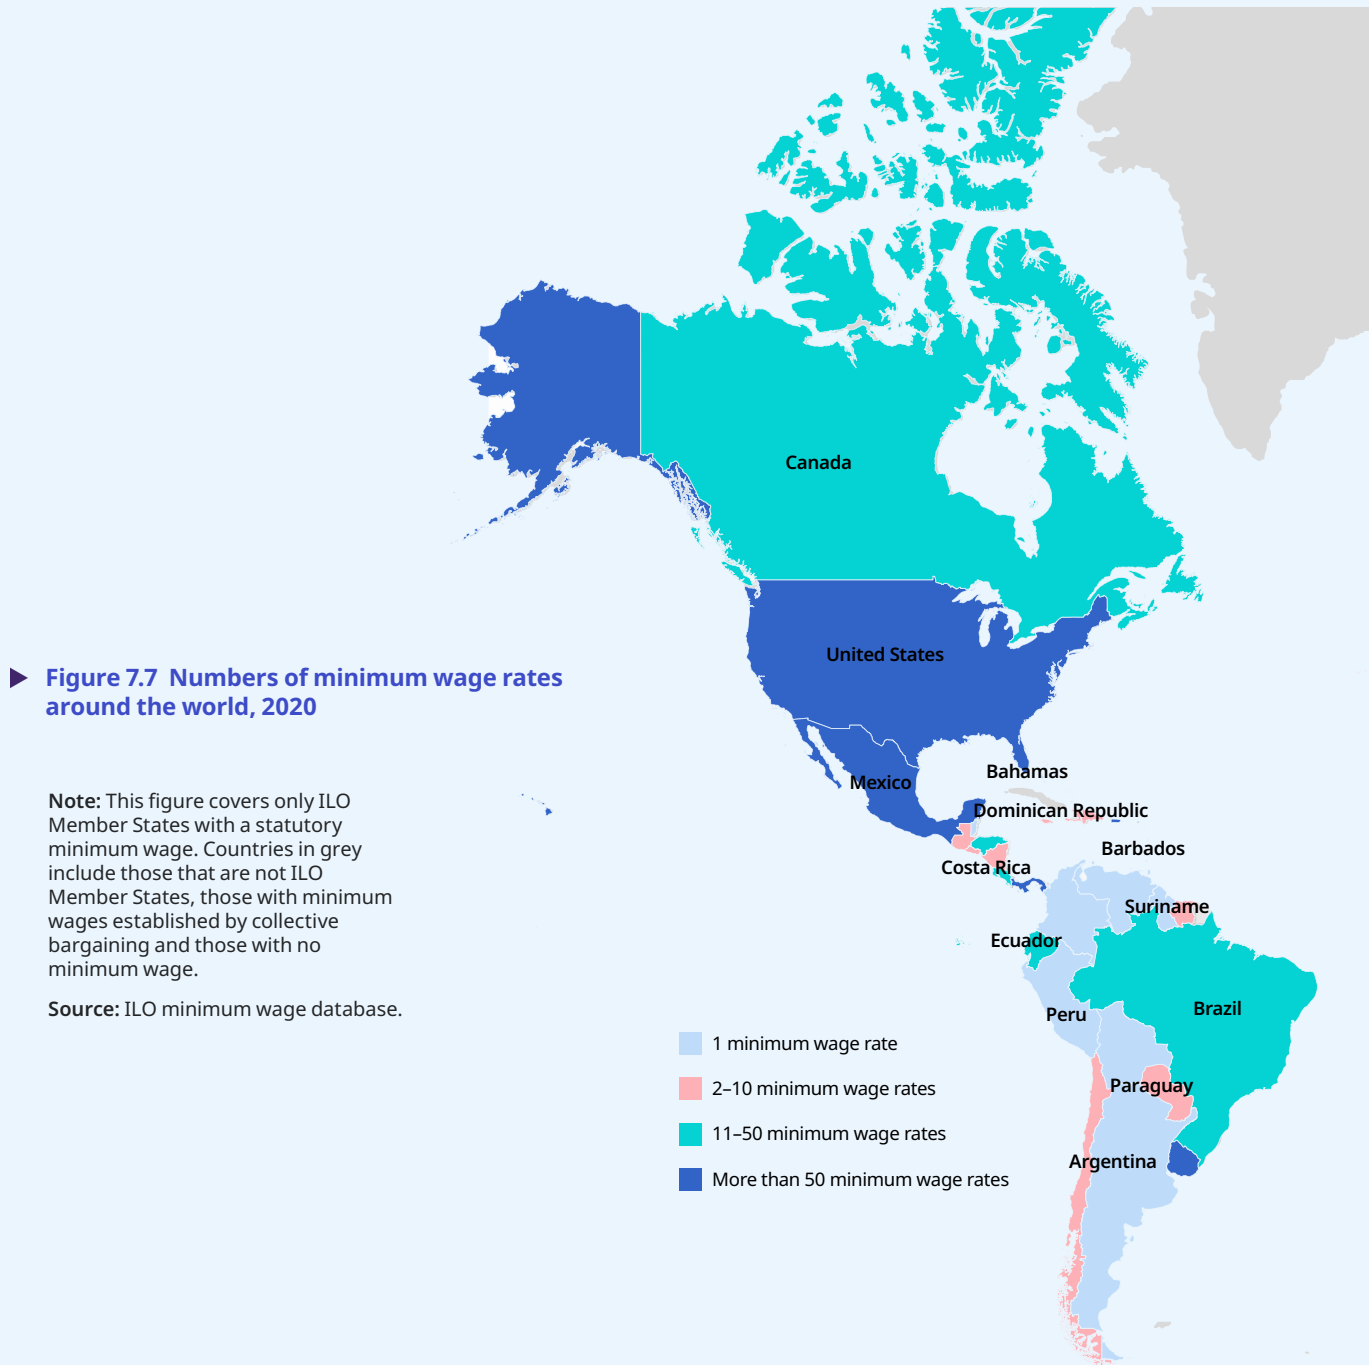 Canada
United States
Figure 7.7 Numbers of minimum wage rates
around the world, 2020
Bahamas
Mexico
Note: This figure covers only ILO
Member States with a statutory
minimum wage. Countries in grey
include those that are not ILO
Member States, those with minimum
wages established by collective
bargaining and those with no
minimum wage.
Source: ILO minimum wage database.
Dominican Republic
Barbados
Costa Rica
Suriname
Ecuador
Brazil
Peru
Paraguay
Argentina
1 minimum wage rate
2–10 minimum wage rates
11–50 minimum wage rates
More than 50 minimum wage rates